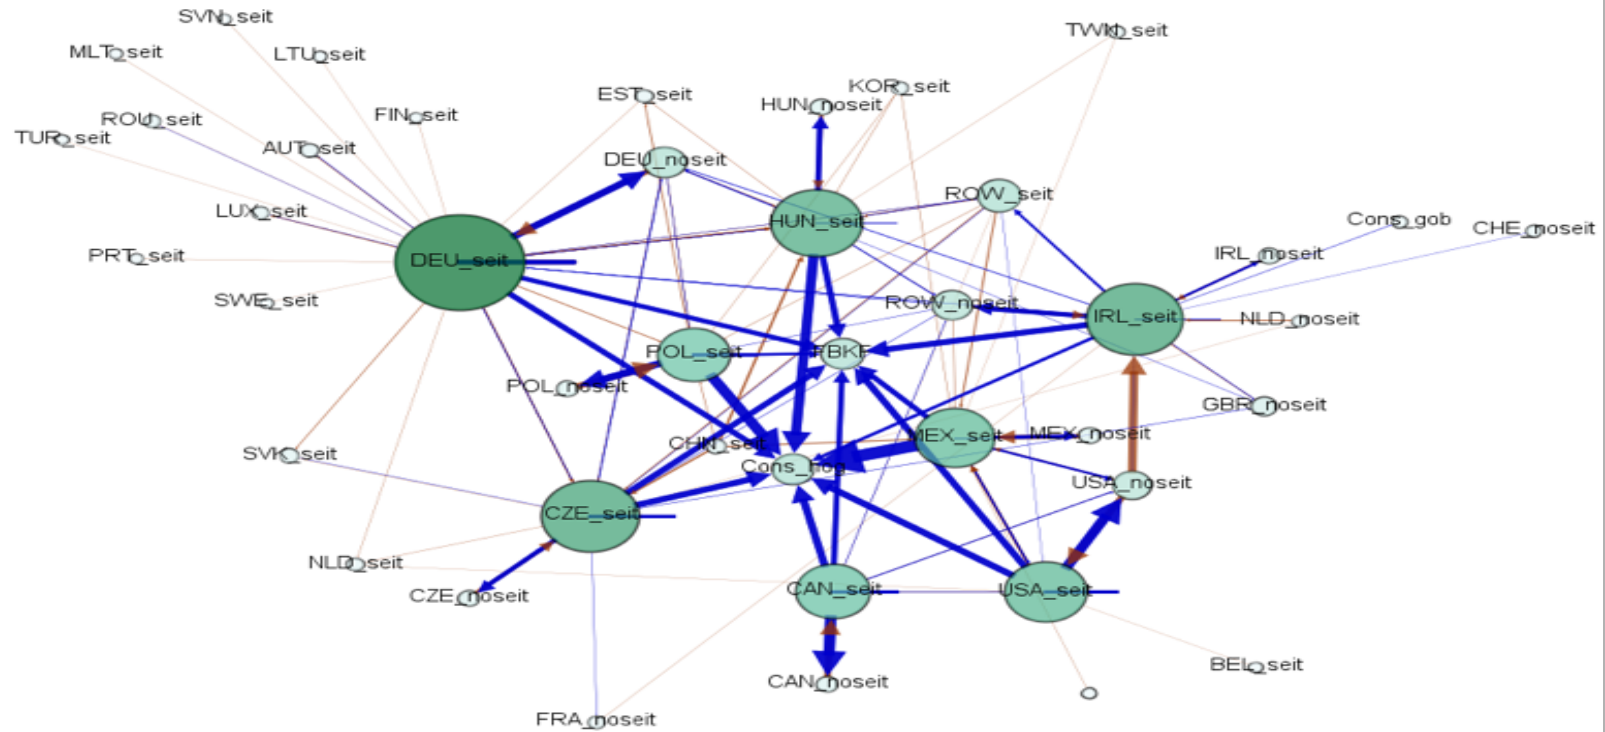 SVN_seit
TWN_seit
MLT_seit
LTU_seit
KOR_seit
EST_seit
HUN_noseit
FIN_seit
ROU_seit
TUR_seit
AUT_seit
DEU_noseit
ROW_seit
LUX_seit
HUN_seit
Cons_gob
CHE_noseit
PRT_seit
DEU_seit
IRL_noseit
SWE_seit
ROW_noseit
IRL_seit
NLD_noseit
POL_seit
FBKF
POL_noseit
GBR_noseit
CHN_seit
MEX_seit
MEX_noseit
SVK_seit
Cons_hog
USA_noseit
CZE_seit
NLD_seit
CZE_noseit
CAN_seit
USA_seit
BEL_seit
CAN_noseit
FRA_noseit